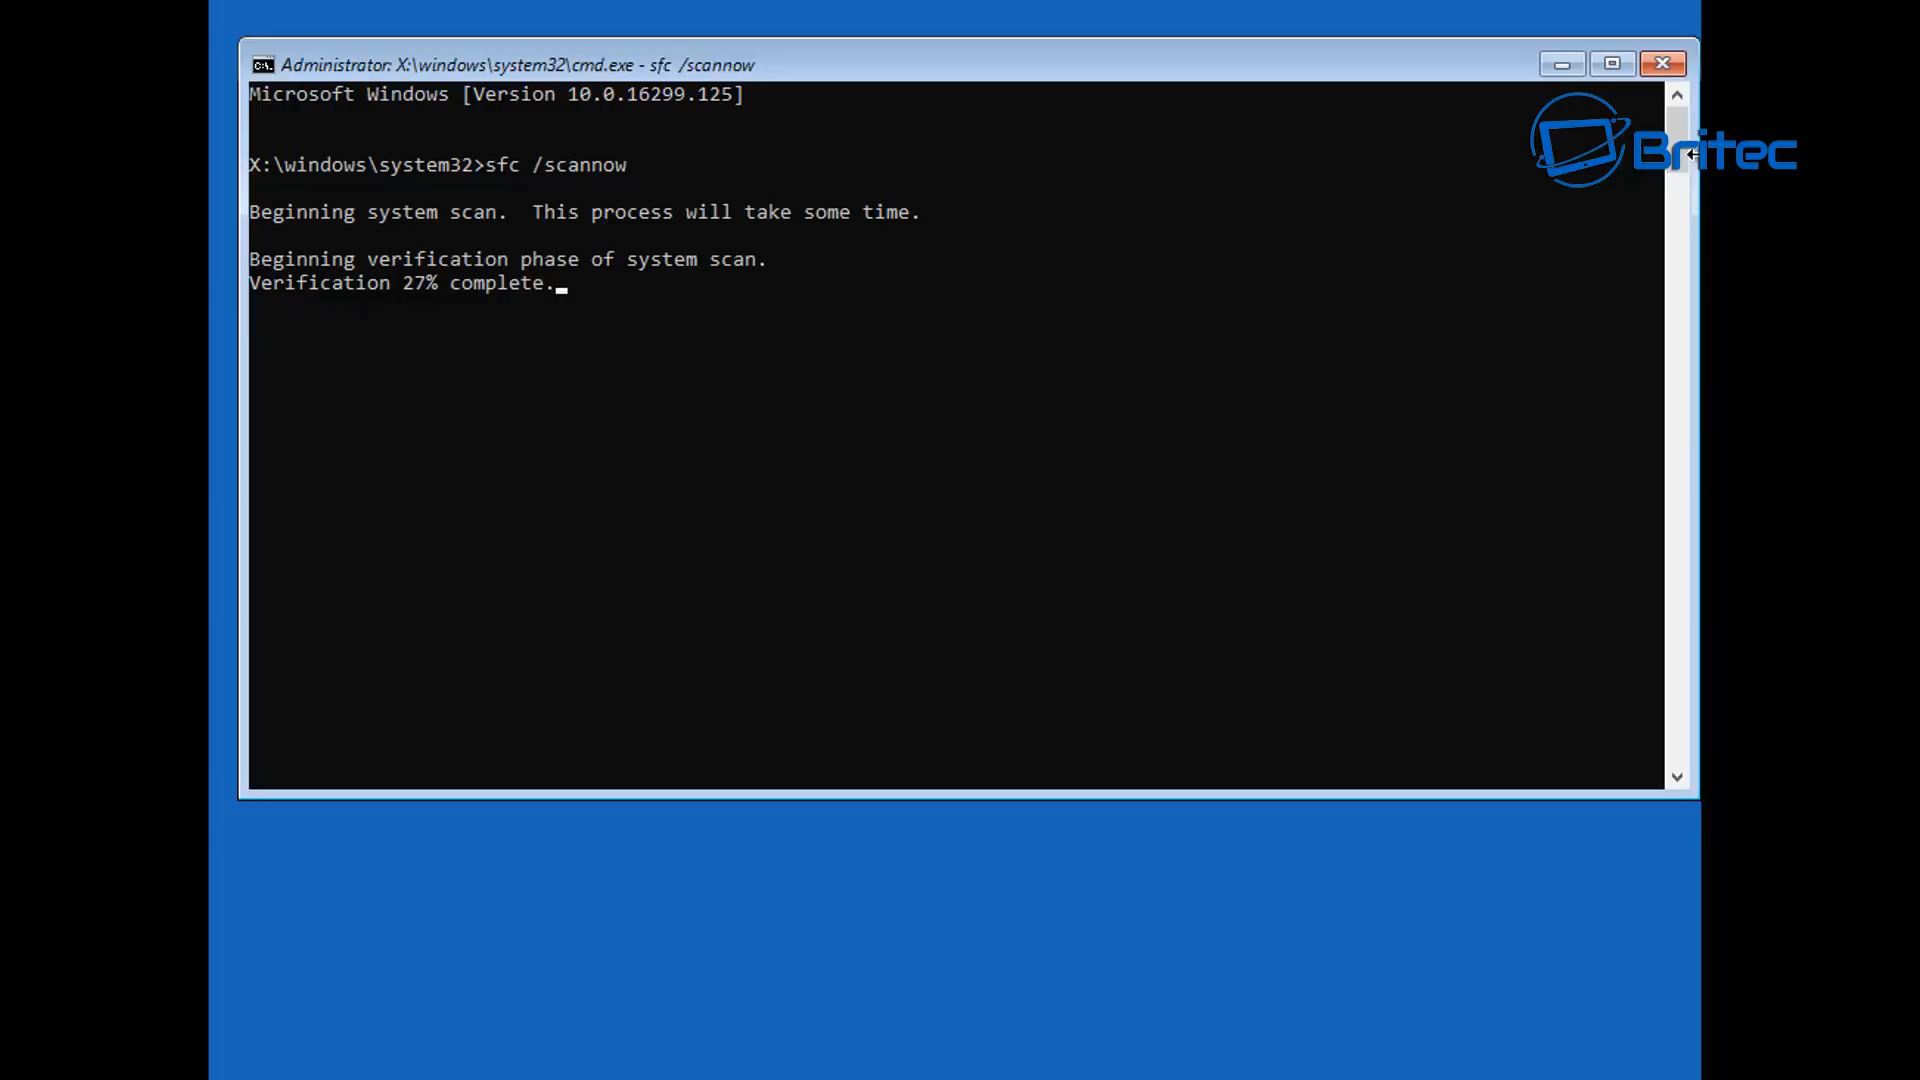 Administrator: X:\windows\system32\cmd.exe - sfc /scannow
Microsoft Windows [Version 10.0.16299.125]
Britec
X:\windows\system32>sfc /scannow
Beginning system scan.  This process will take some time.
Beginning verification phase of system scan.
Verification 27% complete.